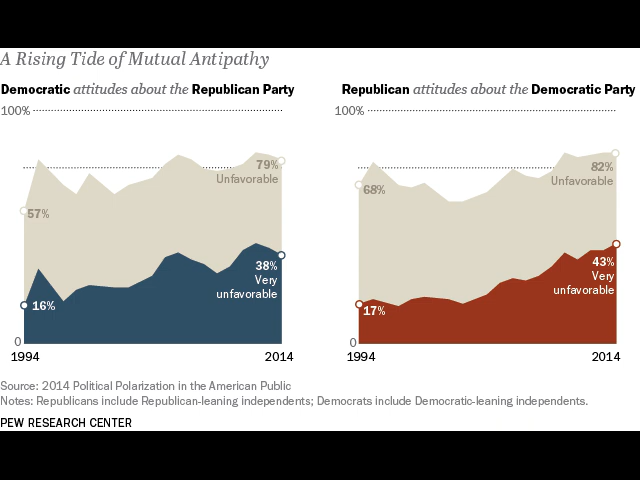 A Rising Tide of Mutual Antipathy
Democratic attitudes about the Republican Party
100%
79%
Unfavorable
57%
38%
Very
unfavorable
16%
0
1994
2014
Republican attitudes about the Democratic Party
100%
82%
Unfavorable
68%
43%
Very
unfavorable
17%
0
1994
2014
Source: 2014 Political Polarization in the American Public
Notes: Republicans include Republican-leaning independents; Democrats include Democratic-leaning independents.
PEW RESEARCH CENTER